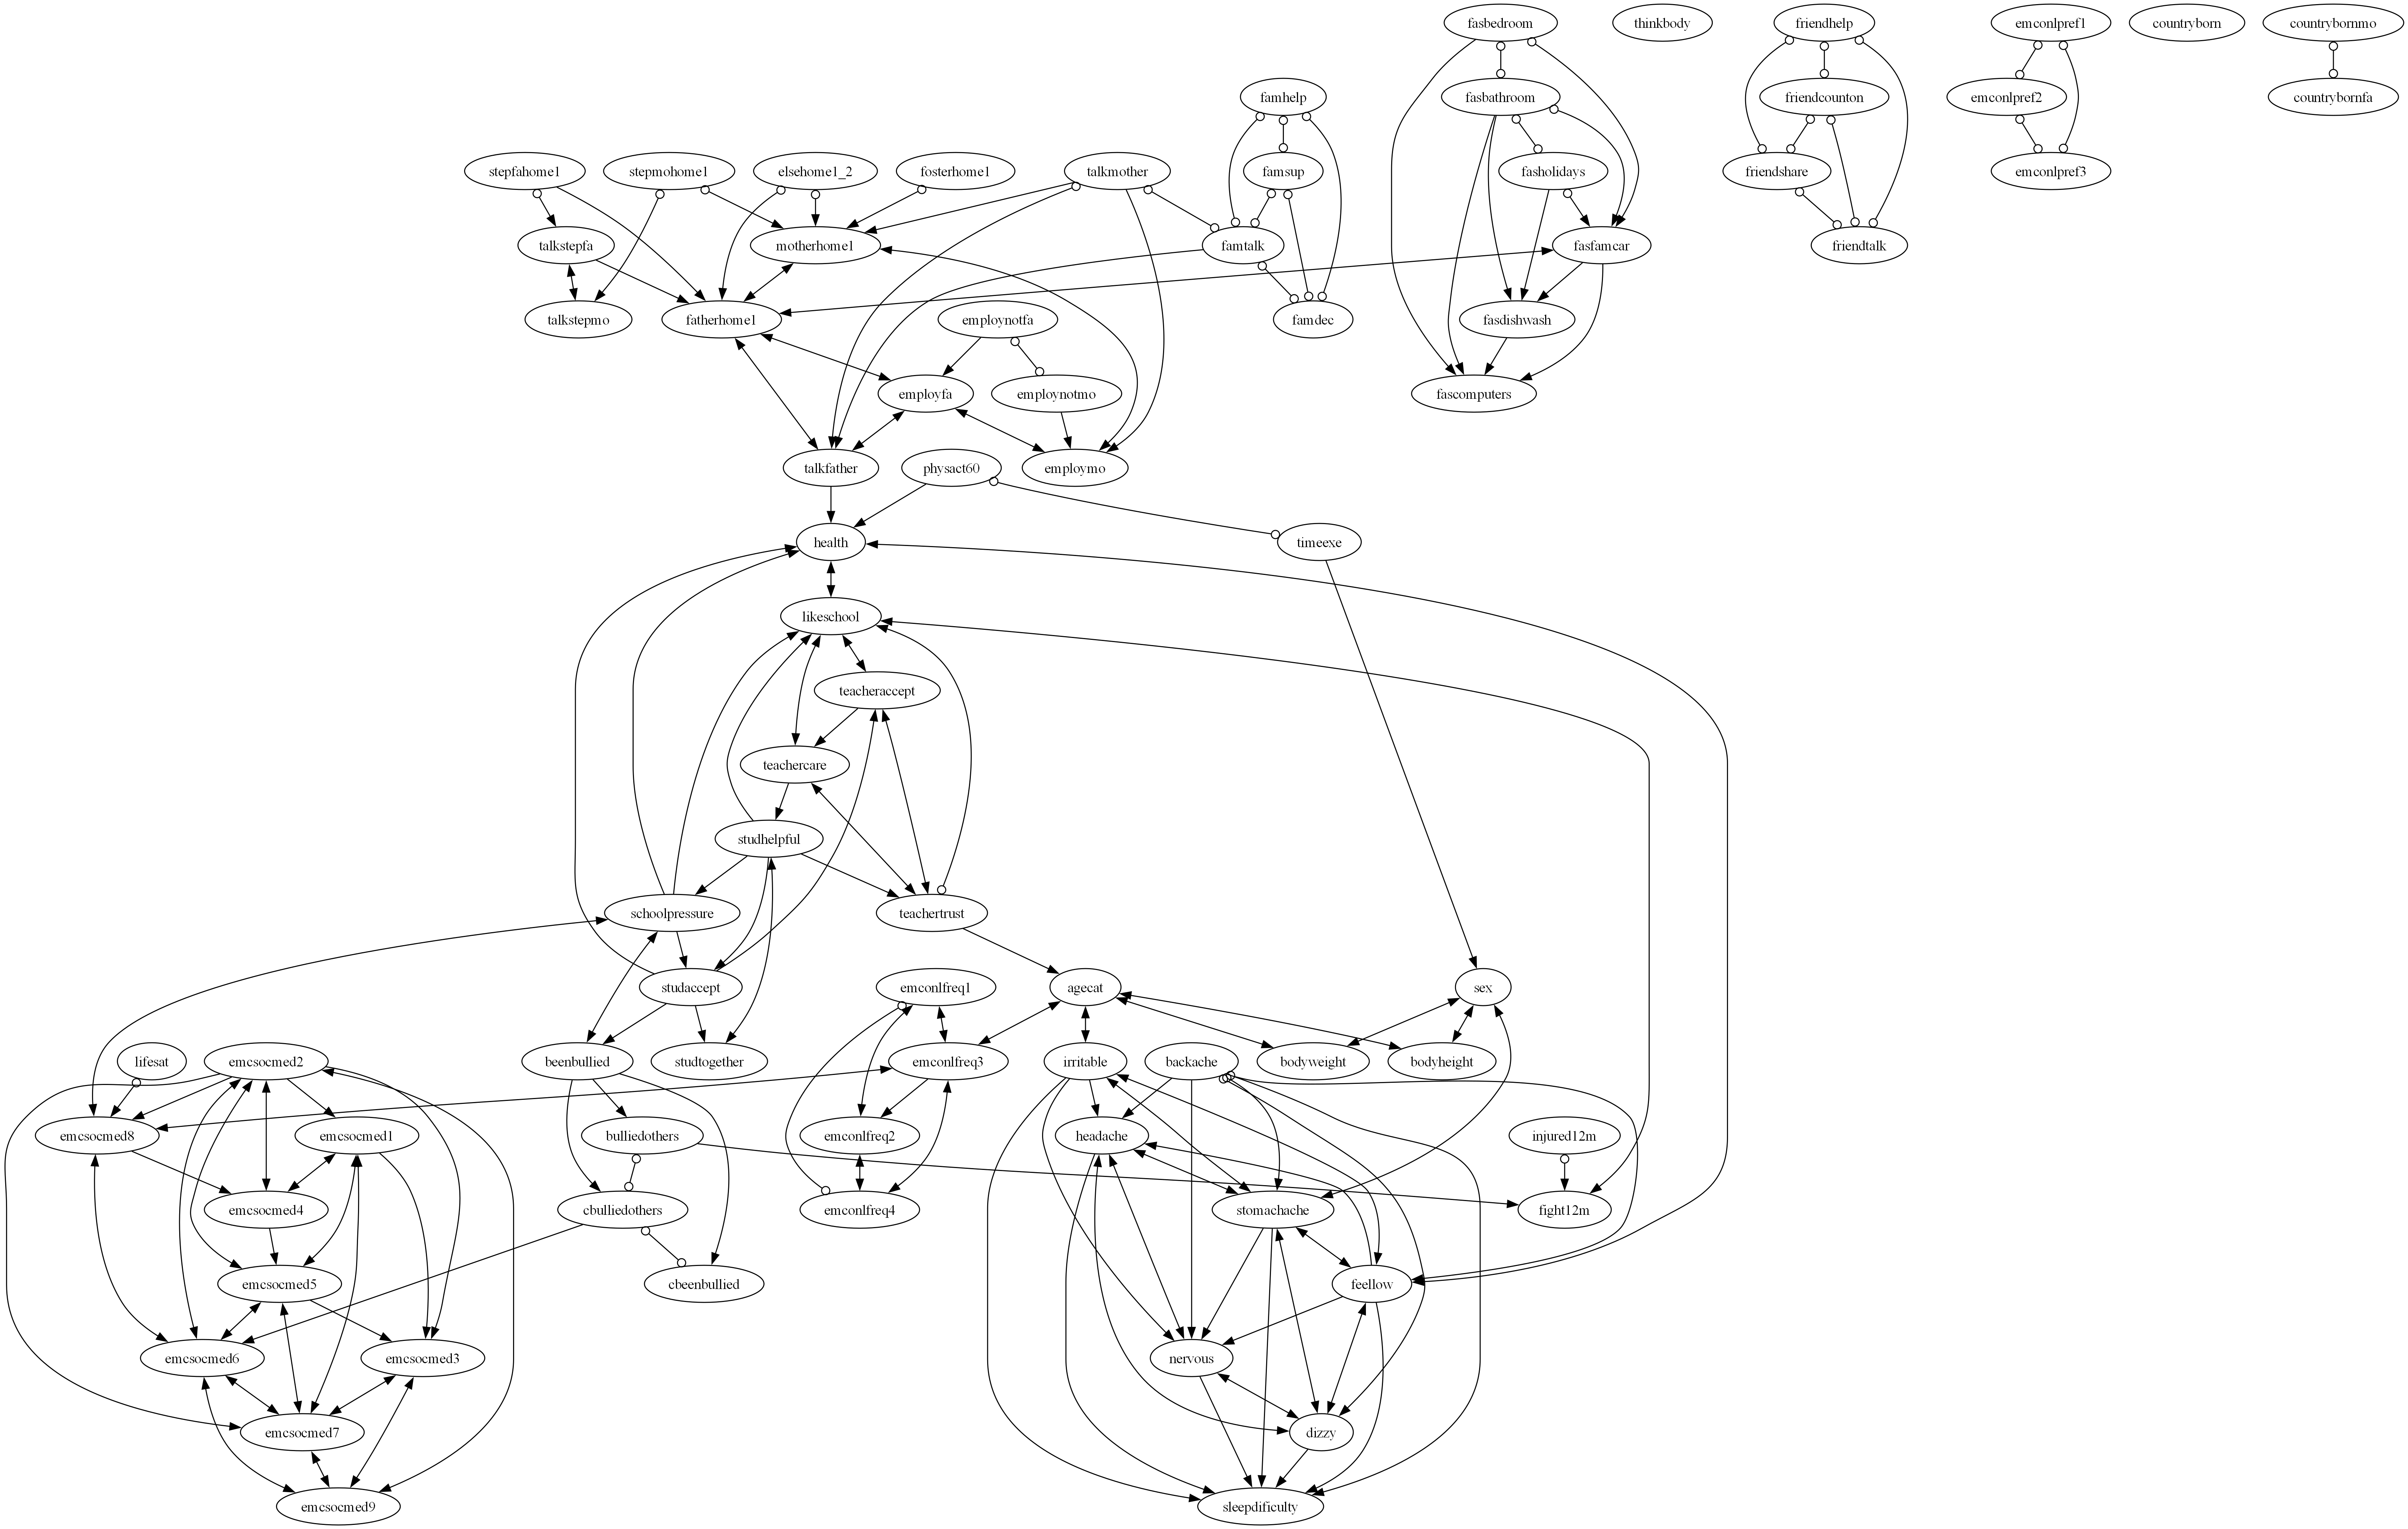 fasbedroom
thinkbody
friendhelp
emconlpref1
countryborn
countrybornmo
famhelp
fasbathroom
friendcounton
emconlpref2
countrybornfa
stepfahome1
stepmohome1
elsehome1_2
fosterhome1
talkmother
famsup
fasholidays
friendshare
emconlpref3
talkstepfa
motherhome1
famtalk
fasfamcar
friendtalk
talkstepmo
fatherhome1
employnotfa
famdec
fasdishwash
employfa
employnotmo
fascomputers
talkfather
physact60
employmo
health
timeexe
likeschool
teacheraccept
teachercare
studhelpful
schoolpressure
teachertrust
studaccept
emconlfreq1
agecat
sex
lifesat
emcsocmed2
beenbullied
studtogether
emconlfreq3
irritable
backache
bodyweight
bodyheight
emcsocmed8
emcsocmed1
bulliedothers
emconlfreq2
headache
injured12m
emcsocmed4
cbulliedothers
emconlfreq4
stomachache
fight12m
emcsocmed5
cbeenbullied
feellow
emcsocmed6
emcsocmed3
nervous
emcsocmed7
dizzy
emcsocmed9
sleepdificulty